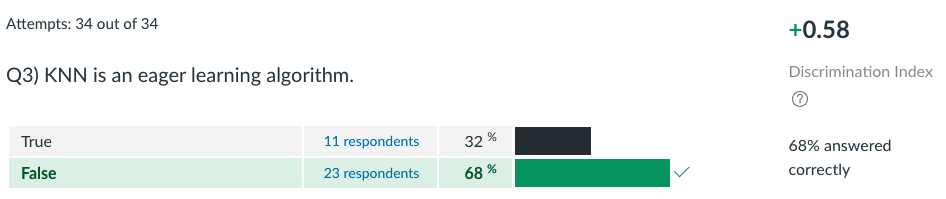 Attempts: 34 out of 34
+0.58
Q3) KNN is an eager learning algorithm.
Discrimination Index
?
True 11 respondents 32 %
False 23 respondents 68 %
68% answered
correctly